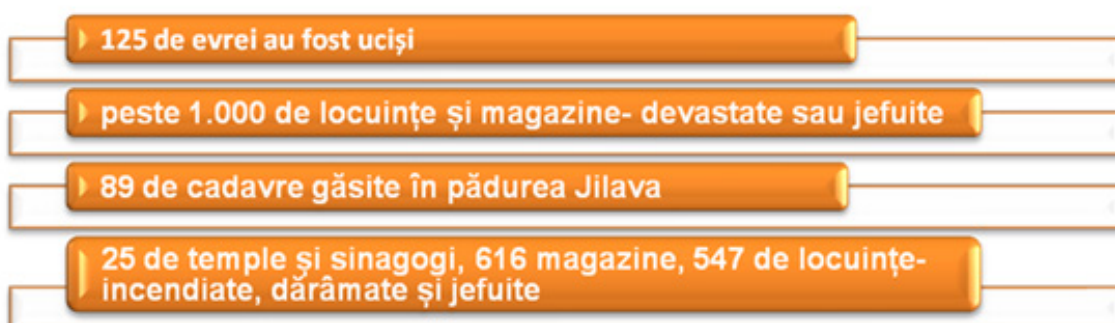 125 de evrei au fost uciși
peste 1.000 de locuințe și magazine- devastate sau jefuite
89 de cadavre găsite în pădurea Jilava
25 de temple și sinagogi, 616 magazine, 547 de locuințe-
incendiate, dărâmate și jefuite